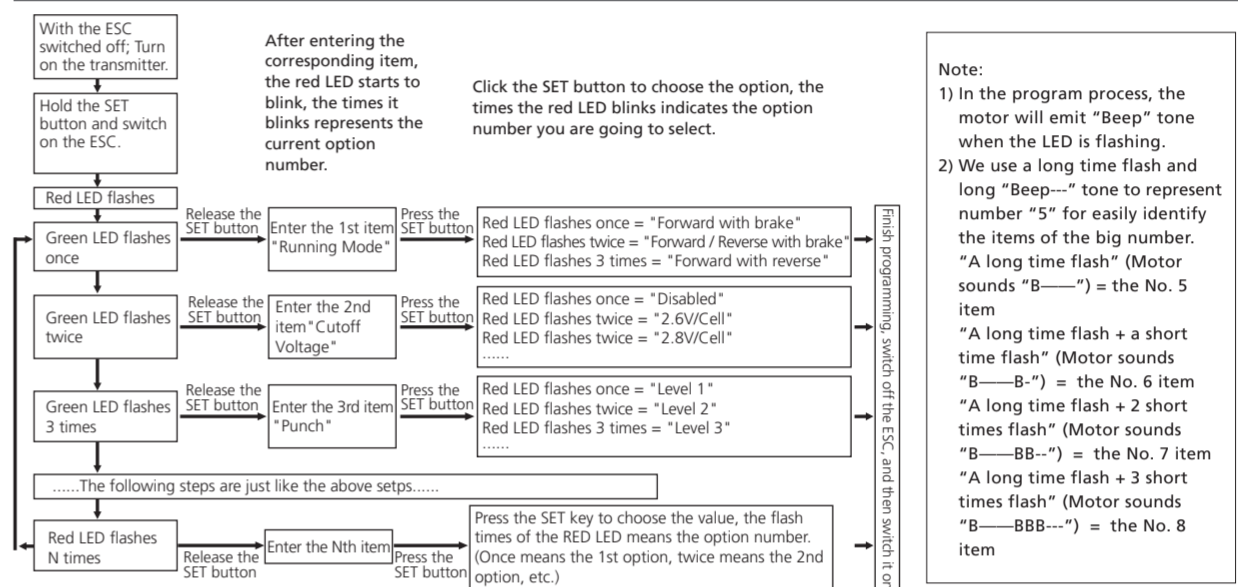 With the ESC
switched off; Turn
on the transmitter.
Hold the SET
button and switch
on the ESC.
Red LED flashes
After entering the
corresponding item,
the red LED starts to
blink, the times it
blinks represents the
current option
number.
Click the SET button to choose the option, the
times the red LED blinks indicates the option
number you are going to select.
Green LED flashes
once
Release the
SET button
Enter the 1st item
"Running Mode"
Press the
SET button
Red LED flashes once = "Forward with brake"
Red LED flashes twice = "Forward / Reverse with brake"
Red LED flashes 3 times = "Forward with reverse"
Green LED flashes
twice
Release the
SET button
Enter the 2nd
item"Cutoff
Voltage"
Press the
SET button
Red LED flashes once = "Disabled"
Red LED flashes twice = "2.6V/Cell"
Red LED flashes twice = "2.8V/Cell"
......
Green LED flashes
3 times
Release the
SET button
Enter the 3rd item
"Punch"
Press the
SET button
Red LED flashes once = "Level 1"
Red LED flashes twice = "Level 2"
Red LED flashes 3 times = "Level 3"
......
......The following steps are just like the above setps......
Red LED flashes
N times
Release the
SET button
Enter the Nth item
Press the
SET button
Press the SET key to choose the value, the flash
times of the RED LED means the option number.
(Once means the 1st option, twice means the 2nd
option, etc.)
Finish programming, switch off the ESC, and then switch it on
Note:
1) In the program process, the
motor will emit "Beep" tone
when the LED is flashing.
2) We use a long time flash and
long "Beep---" tone to represent
number "5" for easily identify
the items of the big number.
"A long time flash" (Motor
sounds "B——") = the No. 5
item
"A long time flash + a short
time flash" (Motor sounds
"B——B-") = the No. 6 item
"A long time flash + 2 short
times flash" (Motor sounds
"B——BB--") = the No. 7 item
"A long time flash + 3 short
times flash" (Motor sounds
"B——BBB---") = the No. 8
item